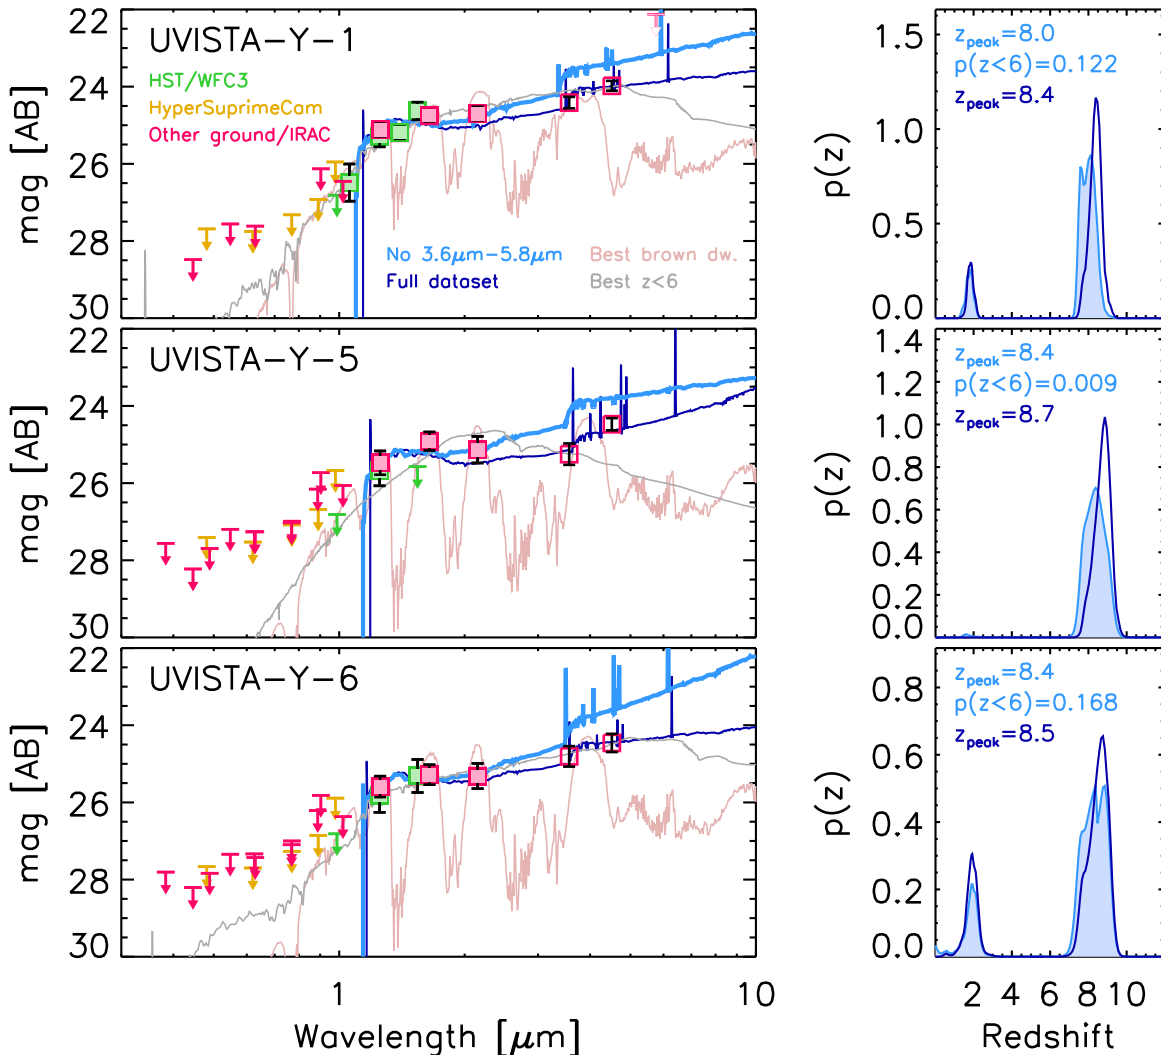 UVISTA-Y-1
HST/WFC3
HyperSuprimeCam
Other ground/IRAC
No 3.6μm-5.8μm
Full dataset
Best brown dw.
Best z<6
mag [AB]
22
24
26
28
30
z_peak=8.0
p(z<6)=0.122
z_peak=8.4
p(z)
1.5
1.0
0.5
0.0
UVISTA-Y-5
mag [AB]
22
24
26
28
30
z_peak=8.4
p(z<6)=0.009
z_peak=8.7
p(z)
1.4
1.2
1.0
0.8
0.6
0.4
0.2
0.0
UVISTA-Y-6
mag [AB]
22
24
26
28
30
1 10
Wavelength [μm]
z_peak=8.4
p(z<6)=0.168
z_peak=8.5
p(z)
0.8
0.6
0.4
0.2
0.0
2 4 6 8 10
Redshift